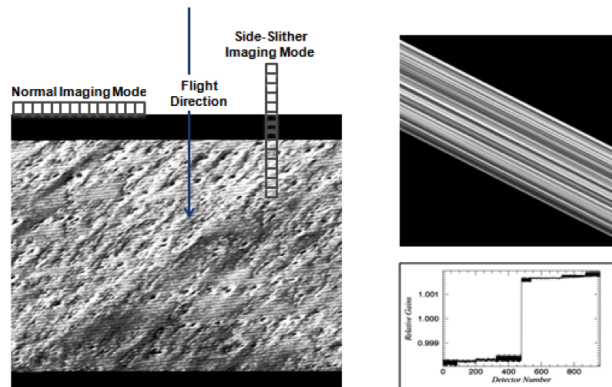 Side-Slither
Imaging Mode
Normal Imaging Mode
Flight
Direction
1.001
1.000
0.999
Relative Gains
0
200
400
600
800
Detector Number